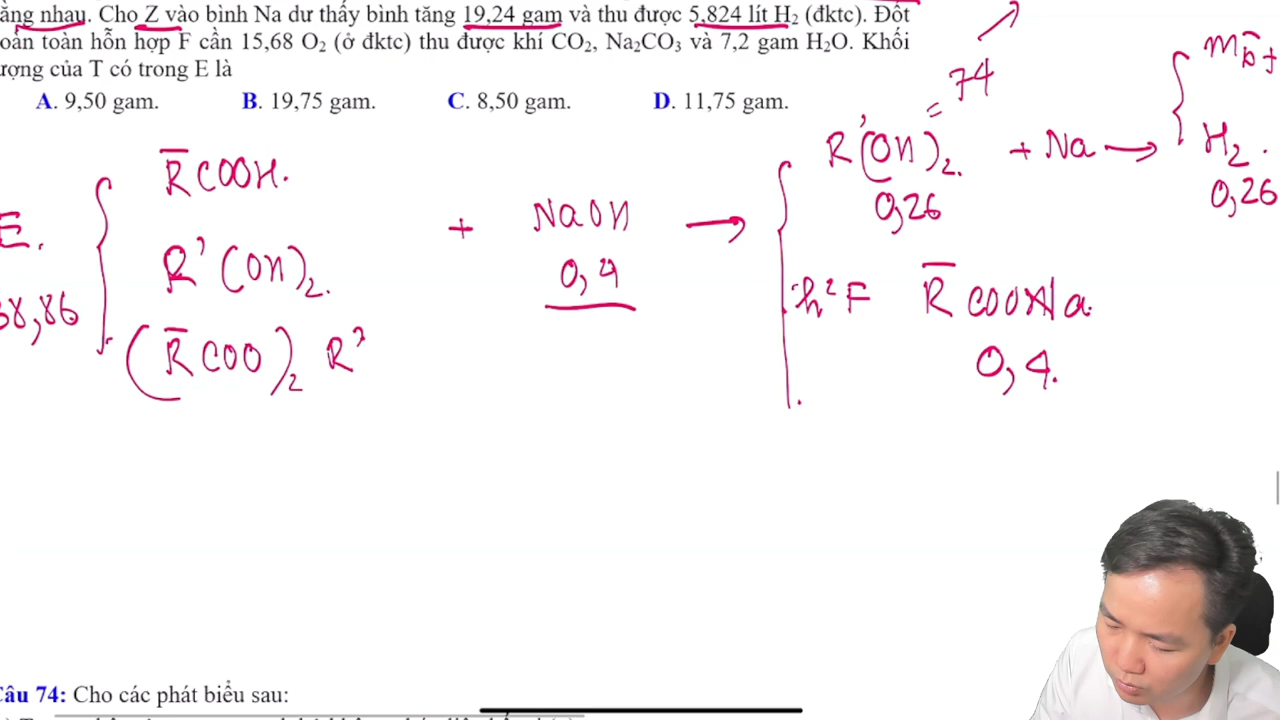 ằng nhau. Cho Z vào bình Na dư thấy bình tăng 19,24 gam và thu được 5,824 lít H₂ (đktc). Đốt
oàn toàn hỗn hợp F cần 15,68 O₂ (ở đktc) thu được khí CO₂, Na₂CO₃ và 7,2 gam H₂O. Khối
ượng của T có trong E là
A. 9,50 gam. B. 19,75 gam. C. 8,50 gam. D. 11,75 gam.
= 74
m b̄ t
R̄COOH.
R'(OH)₂. + Na → H₂.
0,26 0,26
E.
R'(OH)₂. + NaOH →
0,4
38,86
h² F R̄COONa
(R̄COO)₂R'
0,4.
Câu 74: Cho các phát biểu sau: